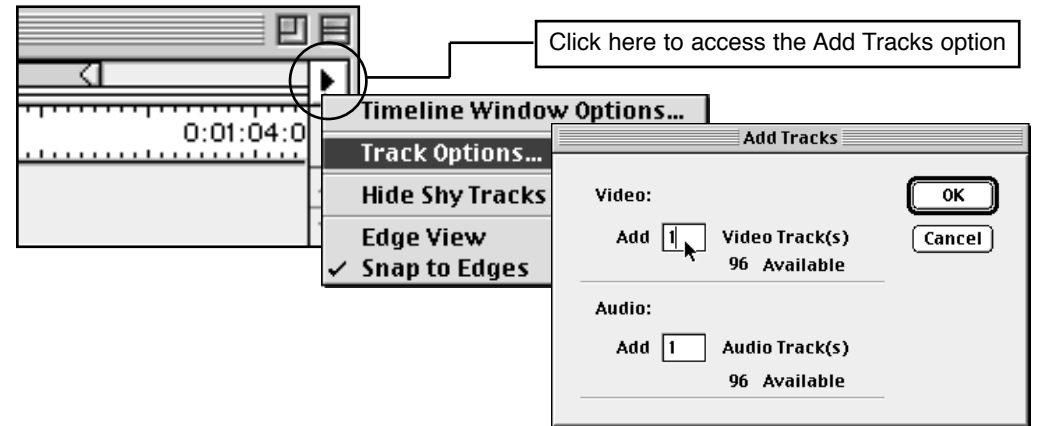 Click here to access the Add Tracks option
0:01:04:0
Timeline Window Options...
Track Options...
Hide Shy Tracks
Edge View
✓ Snap to Edges
Add Tracks
Video:
Add 1 Video Track(s)
96 Available
OK
Cancel
Audio:
Add 1 Audio Track(s)
96 Available